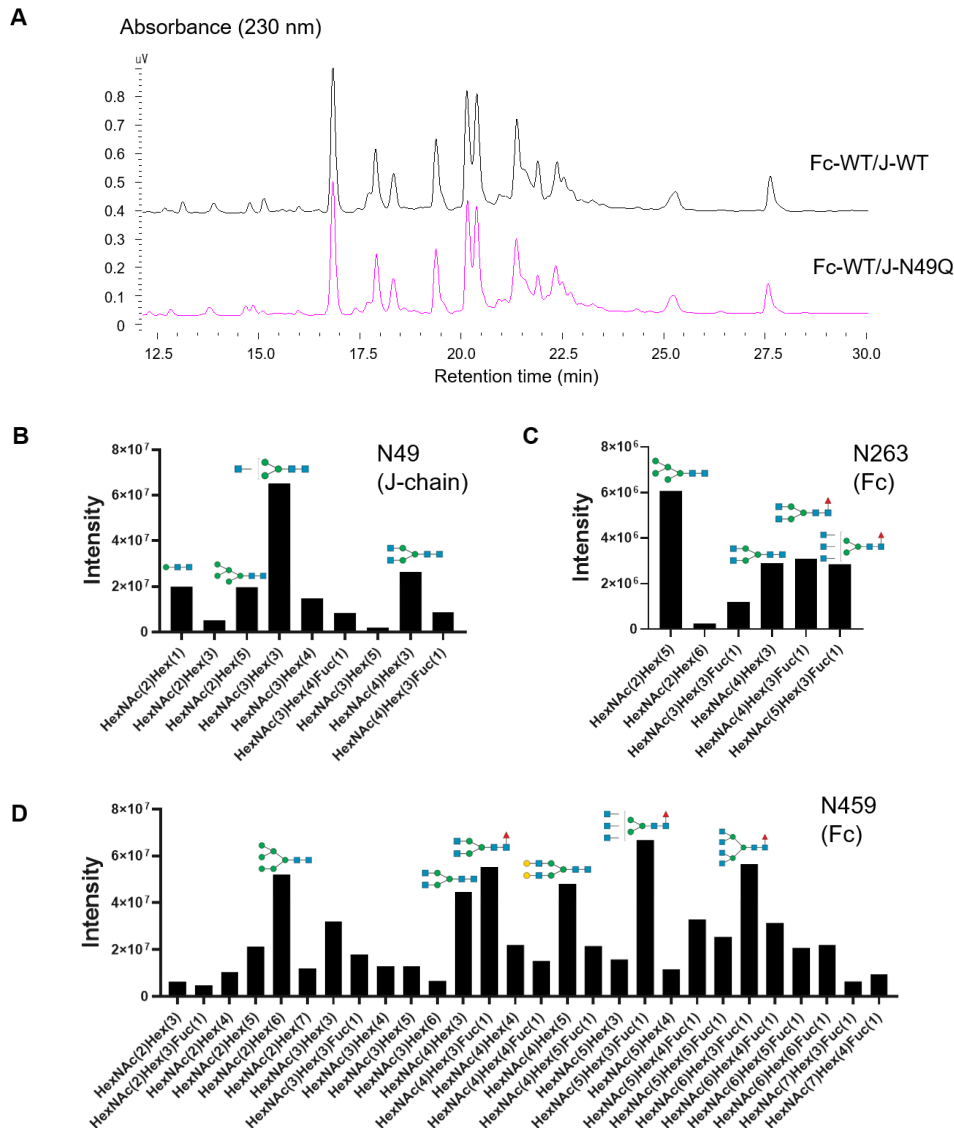 A
Absorbance (230 nm)
uV
0.8
0.7
0.6
0.5
0.4
0.3
0.2
0.1
0
Fc-WT/J-WT
Fc-WT/J-N49Q
12.5 15.0 17.5 20.0 22.5 25.0 27.5 30.0
Retention time (min)
B
N49
(J-chain)
Intensity
8×10⁷
6×10⁷
4×10⁷
2×10⁷
0
HexNAc(2)Hex(1)
HexNAc(2)Hex(3)
HexNAc(2)Hex(5)
HexNAc(3)Hex(3)
HexNAc(3)Hex(4)
HexNAc(3)Hex(4)Fuc(1)
HexNAc(3)Hex(5)
HexNAc(4)Hex(3)
HexNAc(4)Hex(3)Fuc(1)
C
N263
(Fc)
Intensity
8×10⁶
6×10⁶
4×10⁶
2×10⁶
0
HexNAc(2)Hex(5)
HexNAc(2)Hex(6)
HexNAc(3)Hex(3)Fuc(1)
HexNAc(4)Hex(3)
HexNAc(4)Hex(3)Fuc(1)
HexNAc(5)Hex(3)Fuc(1)
D
N459
(Fc)
Intensity
8×10⁷
6×10⁷
4×10⁷
2×10⁷
0
HexNAc(2)Hex(3)
HexNAc(2)Hex(3)Fuc(1)
HexNAc(2)Hex(4)
HexNAc(2)Hex(5)
HexNAc(2)Hex(6)
HexNAc(2)Hex(7)
HexNAc(3)Hex(3)
HexNAc(3)Hex(3)Fuc(1)
HexNAc(3)Hex(4)
HexNAc(3)Hex(5)
HexNAc(3)Hex(6)
HexNAc(4)Hex(3)
HexNAc(4)Hex(3)Fuc(1)
HexNAc(4)Hex(4)
HexNAc(4)Hex(4)Fuc(1)
HexNAc(4)Hex(5)
HexNAc(4)Hex(5)Fuc(1)
HexNAc(5)Hex(3)
HexNAc(5)Hex(3)Fuc(1)
HexNAc(5)Hex(4)
HexNAc(5)Hex(4)Fuc(1)
HexNAc(5)Hex(5)Fuc(1)
HexNAc(6)Hex(3)Fuc(1)
HexNAc(6)Hex(4)Fuc(1)
HexNAc(6)Hex(5)Fuc(1)
HexNAc(6)Hex(6)Fuc(1)
HexNAc(7)Hex(3)Fuc(1)
HexNAc(7)Hex(4)Fuc(1)